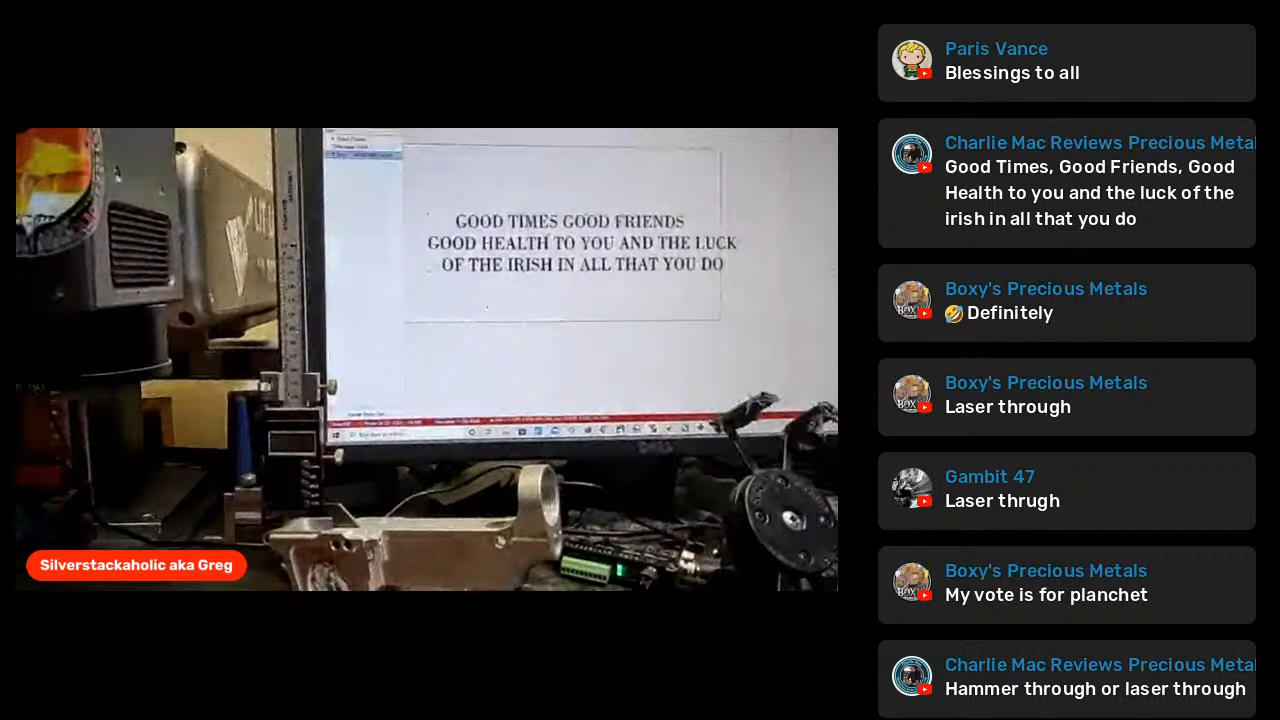 GOOD TIMES GOOD FRIENDS
GOOD HEALTH TO YOU AND THE LUCK
OF THE IRISH IN ALL THAT YOU DO
Silverstackaholic aka Greg
Paris Vance
Blessings to all
Charlie Mac Reviews Precious Metal
Good Times, Good Friends, Good
Health to you and the luck of the
irish in all that you do
Boxy's Precious Metals
🤣 Definitely
Boxy's Precious Metals
Laser through
Gambit 47
Laser thrugh
Boxy's Precious Metals
My vote is for planchet
Charlie Mac Reviews Precious Metal
Hammer through or laser through